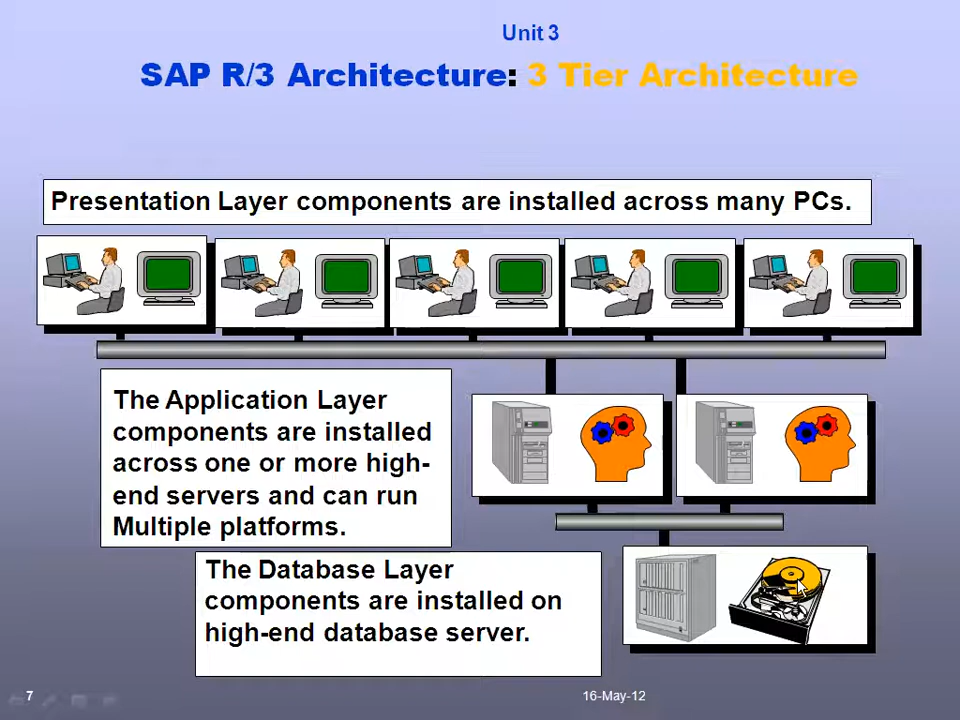 Unit 3
SAP R/3 Architecture: 3 Tier Architecture
Presentation Layer components are installed across many PCs.
The Application Layer
components are installed
across one or more high-
end servers and can run
Multiple platforms.
The Database Layer
components are installed on
high-end database server.
7
16-May-12